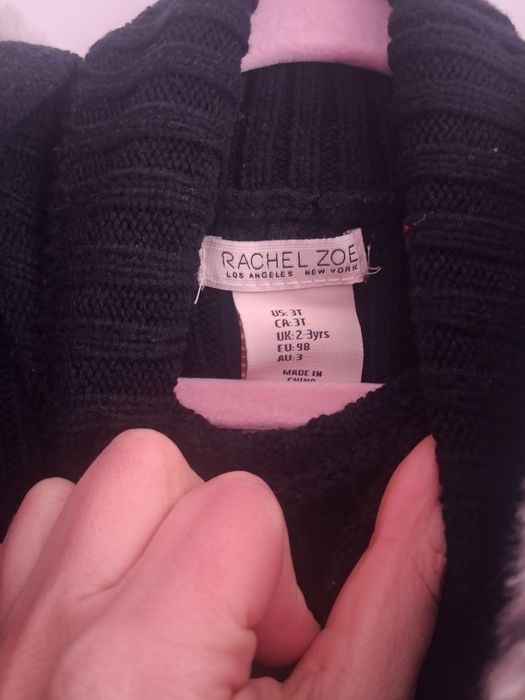 RACHEL ZOE
LOS ANGELES NEW YORK
US: 3T
CA: 3T
UK: 2-3yrs
EU: 98
AU: 3
MADE IN
CHINA